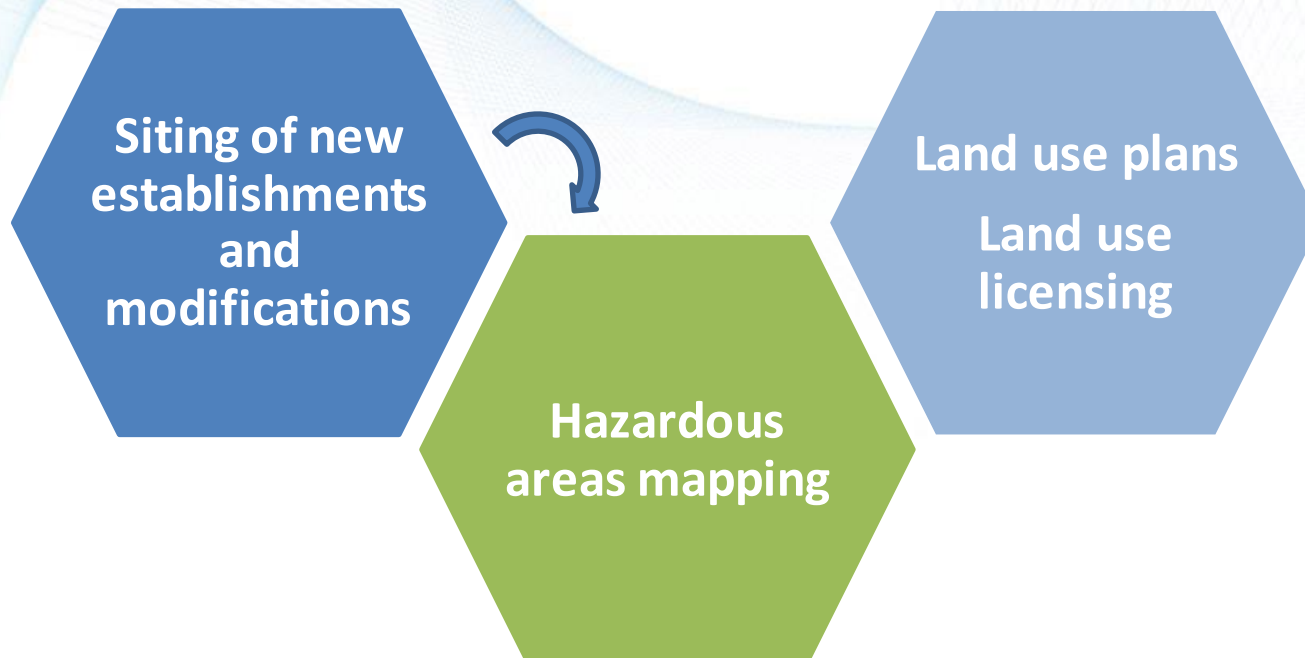 Siting of new
establishments
and
modifications
Hazardous
areas mapping
Land use plans
Land use
licensing